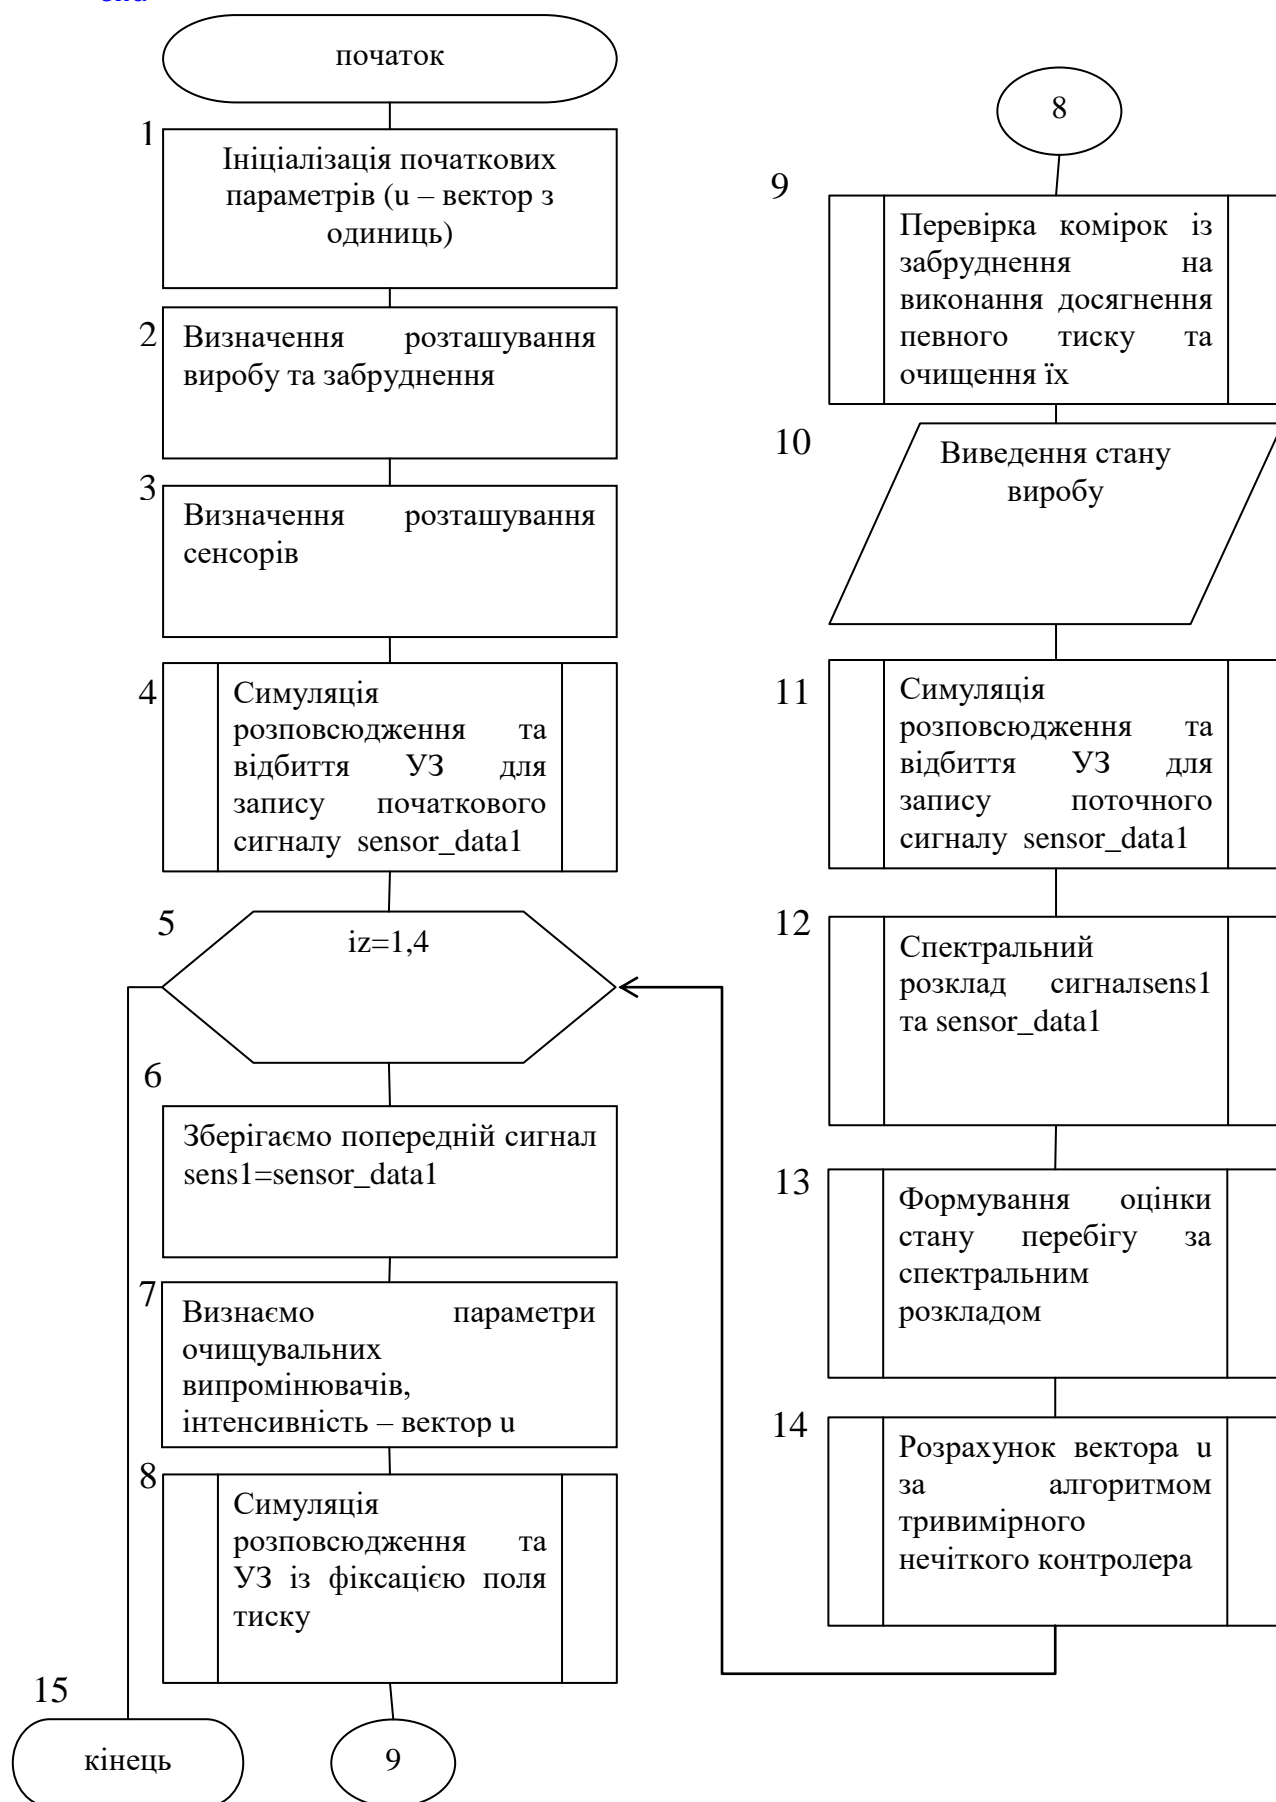 початок
1
Ініціалізація початкових
параметрів (u – вектор з
одиниць)
2
Визначення розташування
виробу та забруднення
3
Визначення розташування
сенсорів
4
Симуляція
розповсюдження та
відбиття УЗ для
запису початкового
сигналу sensor_data1
5
iz=1,4
6
Зберігаємо попередній сигнал
sens1=sensor_data1
7
Визнаємо параметри
очищувальних
випромінювачів,
інтенсивність – вектор u
8
Симуляція
розповсюдження та
УЗ із фіксацією поля
тиску
15
кінець
9
8
9
Перевірка комірок із
забруднення на
виконання досягнення
певного тиску та
очищення їх
10
Виведення стану
виробу
11
Симуляція
розповсюдження та
відбиття УЗ для
запису поточного
сигналу sensor_data1
12
Спектральний
розклад сигналsens1
та sensor_data1
13
Формування оцінки
стану перебігу за
спектральним
розкладом
14
Розрахунок вектора u
за алгоритмом
тривимірного
нечіткого контролера